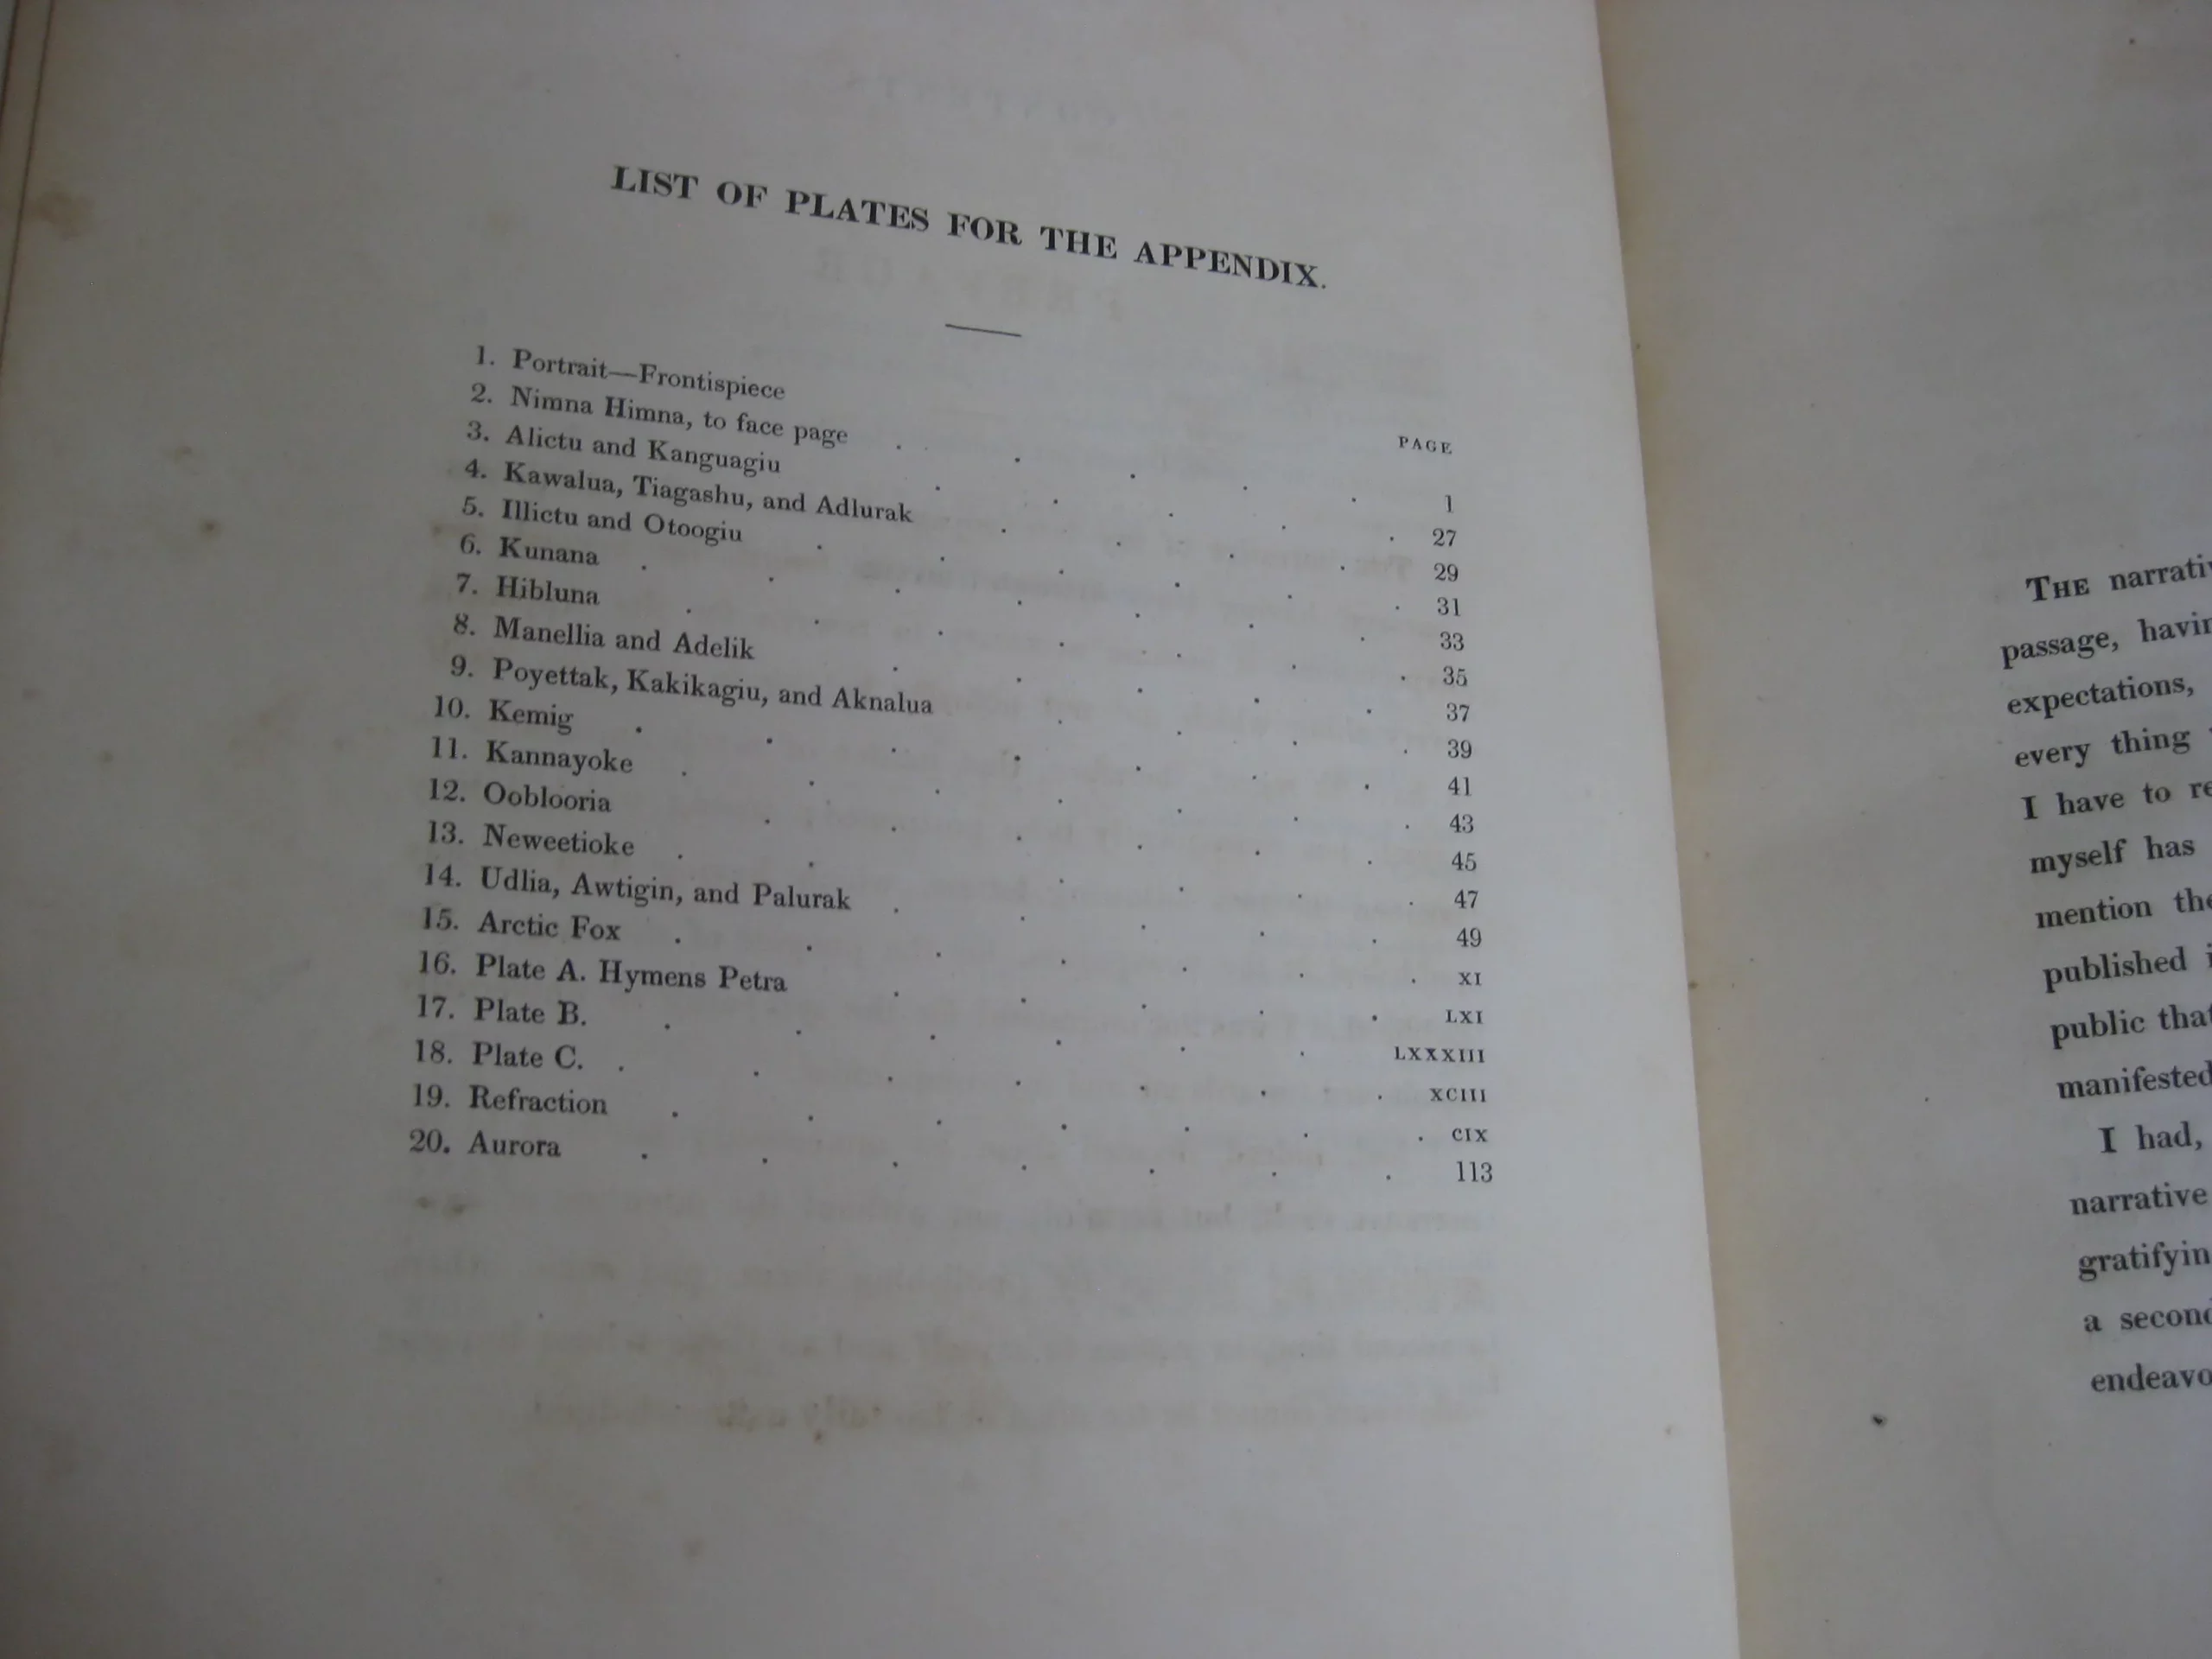 LIST OF PLATES FOR THE APPENDIX.
PAGE
1. Portrait—Frontispiece
2. Nimna Himna, to face page . . . . . 1
3. Alictu and Kanguagiu . . . . . 27
4. Kawalua, Tiagashu, and Adlurak . . . . 29
5. Illictu and Otoogiu . . . . . . 31
6. Kunana . . . . . . . 33
7. Hibluna . . . . . . . 35
8. Manellia and Adelik . . . . . 37
9. Poyettak, Kakikagiu, and Aknalua . . . . 39
10. Kemig . . . . . . . 41
11. Kannayoke . . . . . . . 43
12. Ooblooria . . . . . . 45
13. Neweetioke . . . . . . . 47
14. Udlia, Awtigin, and Palurak . . . . . 49
15. Arctic Fox . . . . . . . XI
16. Plate A. Hymens Petra . . . . . LXI
17. Plate B. . . . . . . LXXXIII
18. Plate C. . . . . . . . XCIII
19. Refraction . . . . . . . CIX
20. Aurora . . . . . . . 113
THE narrati
passage, havin
expectations,
every thing
I have to re
myself has
mention the
published i
public that
manifested
I had,
narrative
gratifyin
a second
endeavo